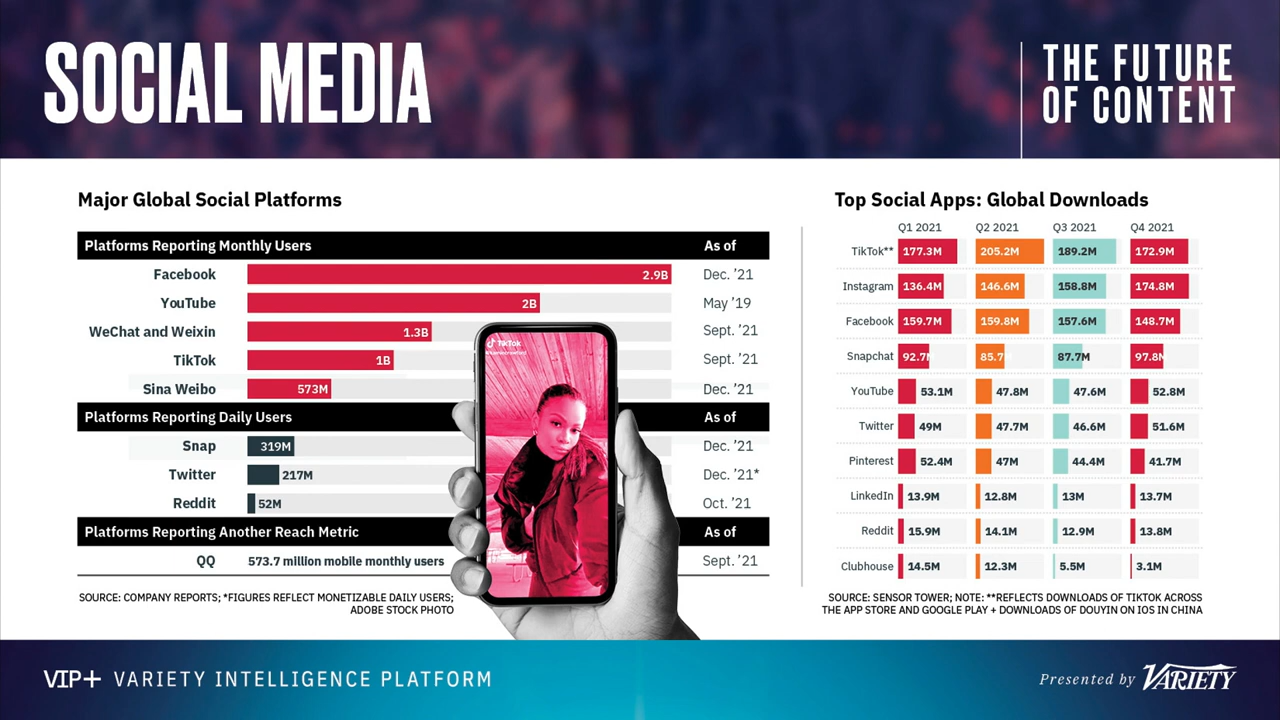 SOCIAL MEDIA
THE FUTURE
OF CONTENT
Major Global Social Platforms
Platforms Reporting Monthly Users As of
Facebook 2.9B Dec. ’21
YouTube 2B May ’19
WeChat and Weixin 1.3B Sept. ’21
TikTok 1B Sept. ’21
Sina Weibo 573M Dec. ’21
Platforms Reporting Daily Users As of
Snap 319M Dec. ’21
Twitter 217M Dec. ’21*
Reddit 52M Oct. ’21
Platforms Reporting Another Reach Metric As of
QQ 573.7 million mobile monthly users Sept. ’21
SOURCE: COMPANY REPORTS; *FIGURES REFLECT MONETIZABLE DAILY USERS;
ADOBE STOCK PHOTO
TikTok
Top Social Apps: Global Downloads
Q1 2021 Q2 2021 Q3 2021 Q4 2021
TikTok** 177.3M 205.2M 189.2M 172.9M
Instagram 136.4M 146.6M 158.8M 174.8M
Facebook 159.7M 159.8M 157.6M 148.7M
Snapchat 92.7M 85.7M 87.7M 97.8M
YouTube 53.1M 47.8M 47.6M 52.8M
Twitter 49M 47.7M 46.6M 51.6M
Pinterest 52.4M 47M 44.4M 41.7M
LinkedIn 13.9M 12.8M 13M 13.7M
Reddit 15.9M 14.1M 12.9M 13.8M
Clubhouse 14.5M 12.3M 5.5M 3.1M
SOURCE: SENSOR TOWER; NOTE: **REFLECTS DOWNLOADS OF TIKTOK ACROSS
THE APP STORE AND GOOGLE PLAY + DOWNLOADS OF DOUYIN ON IOS IN CHINA
VIP+ VARIETY INTELLIGENCE PLATFORM
Presented by VARIETY